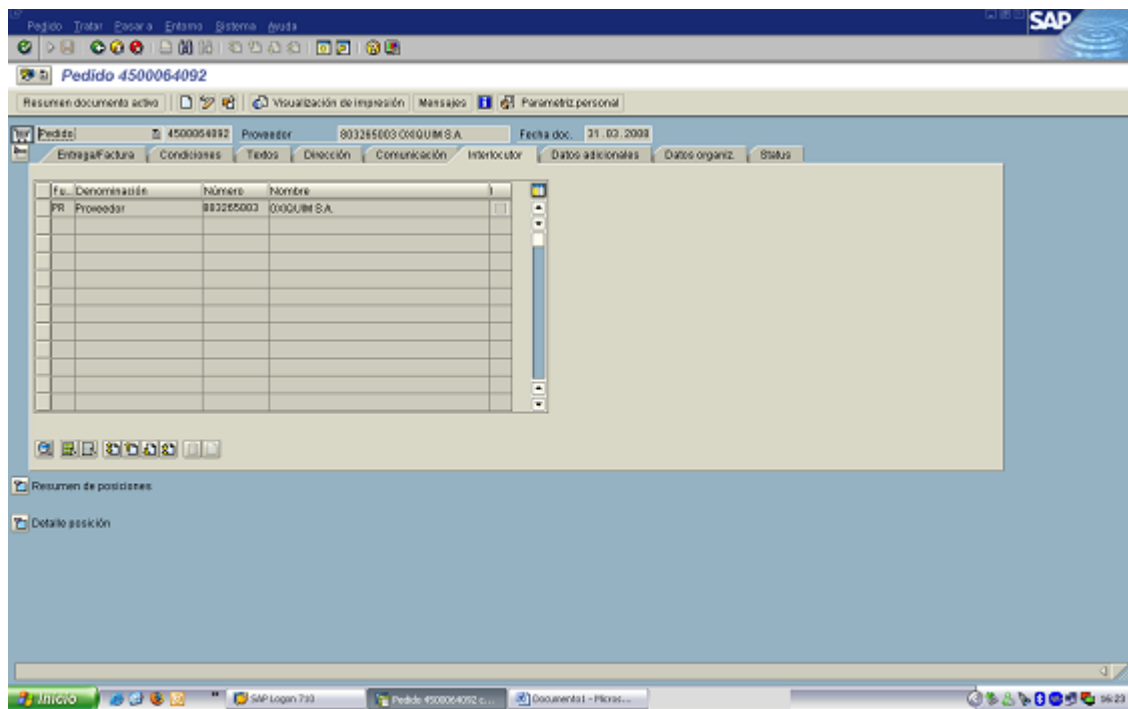 Pedido Tratar Pasar a Entorno Sistema Ayuda
SAP
Pedido 4500064092
Resumen documento activo Visualización de impresión Mensajes Parametriz.personal
Pedido 4500064092 Proveedor 803265003 OXIQUIM S.A. Fecha doc. 31.03.2008
Entrega/Factura Condiciones Textos Dirección Comunicación Interlocutor Datos adicionales Datos organiz. Status
Fu.. Denominación Número Nombre
PR Proveedor 803265003 OXIQUIM S.A.
Resumen de posiciones
Detalle posición
Inicio " SAP Logon 710 Pedido 4500064092 c... Documento1 - Micros... 16:23